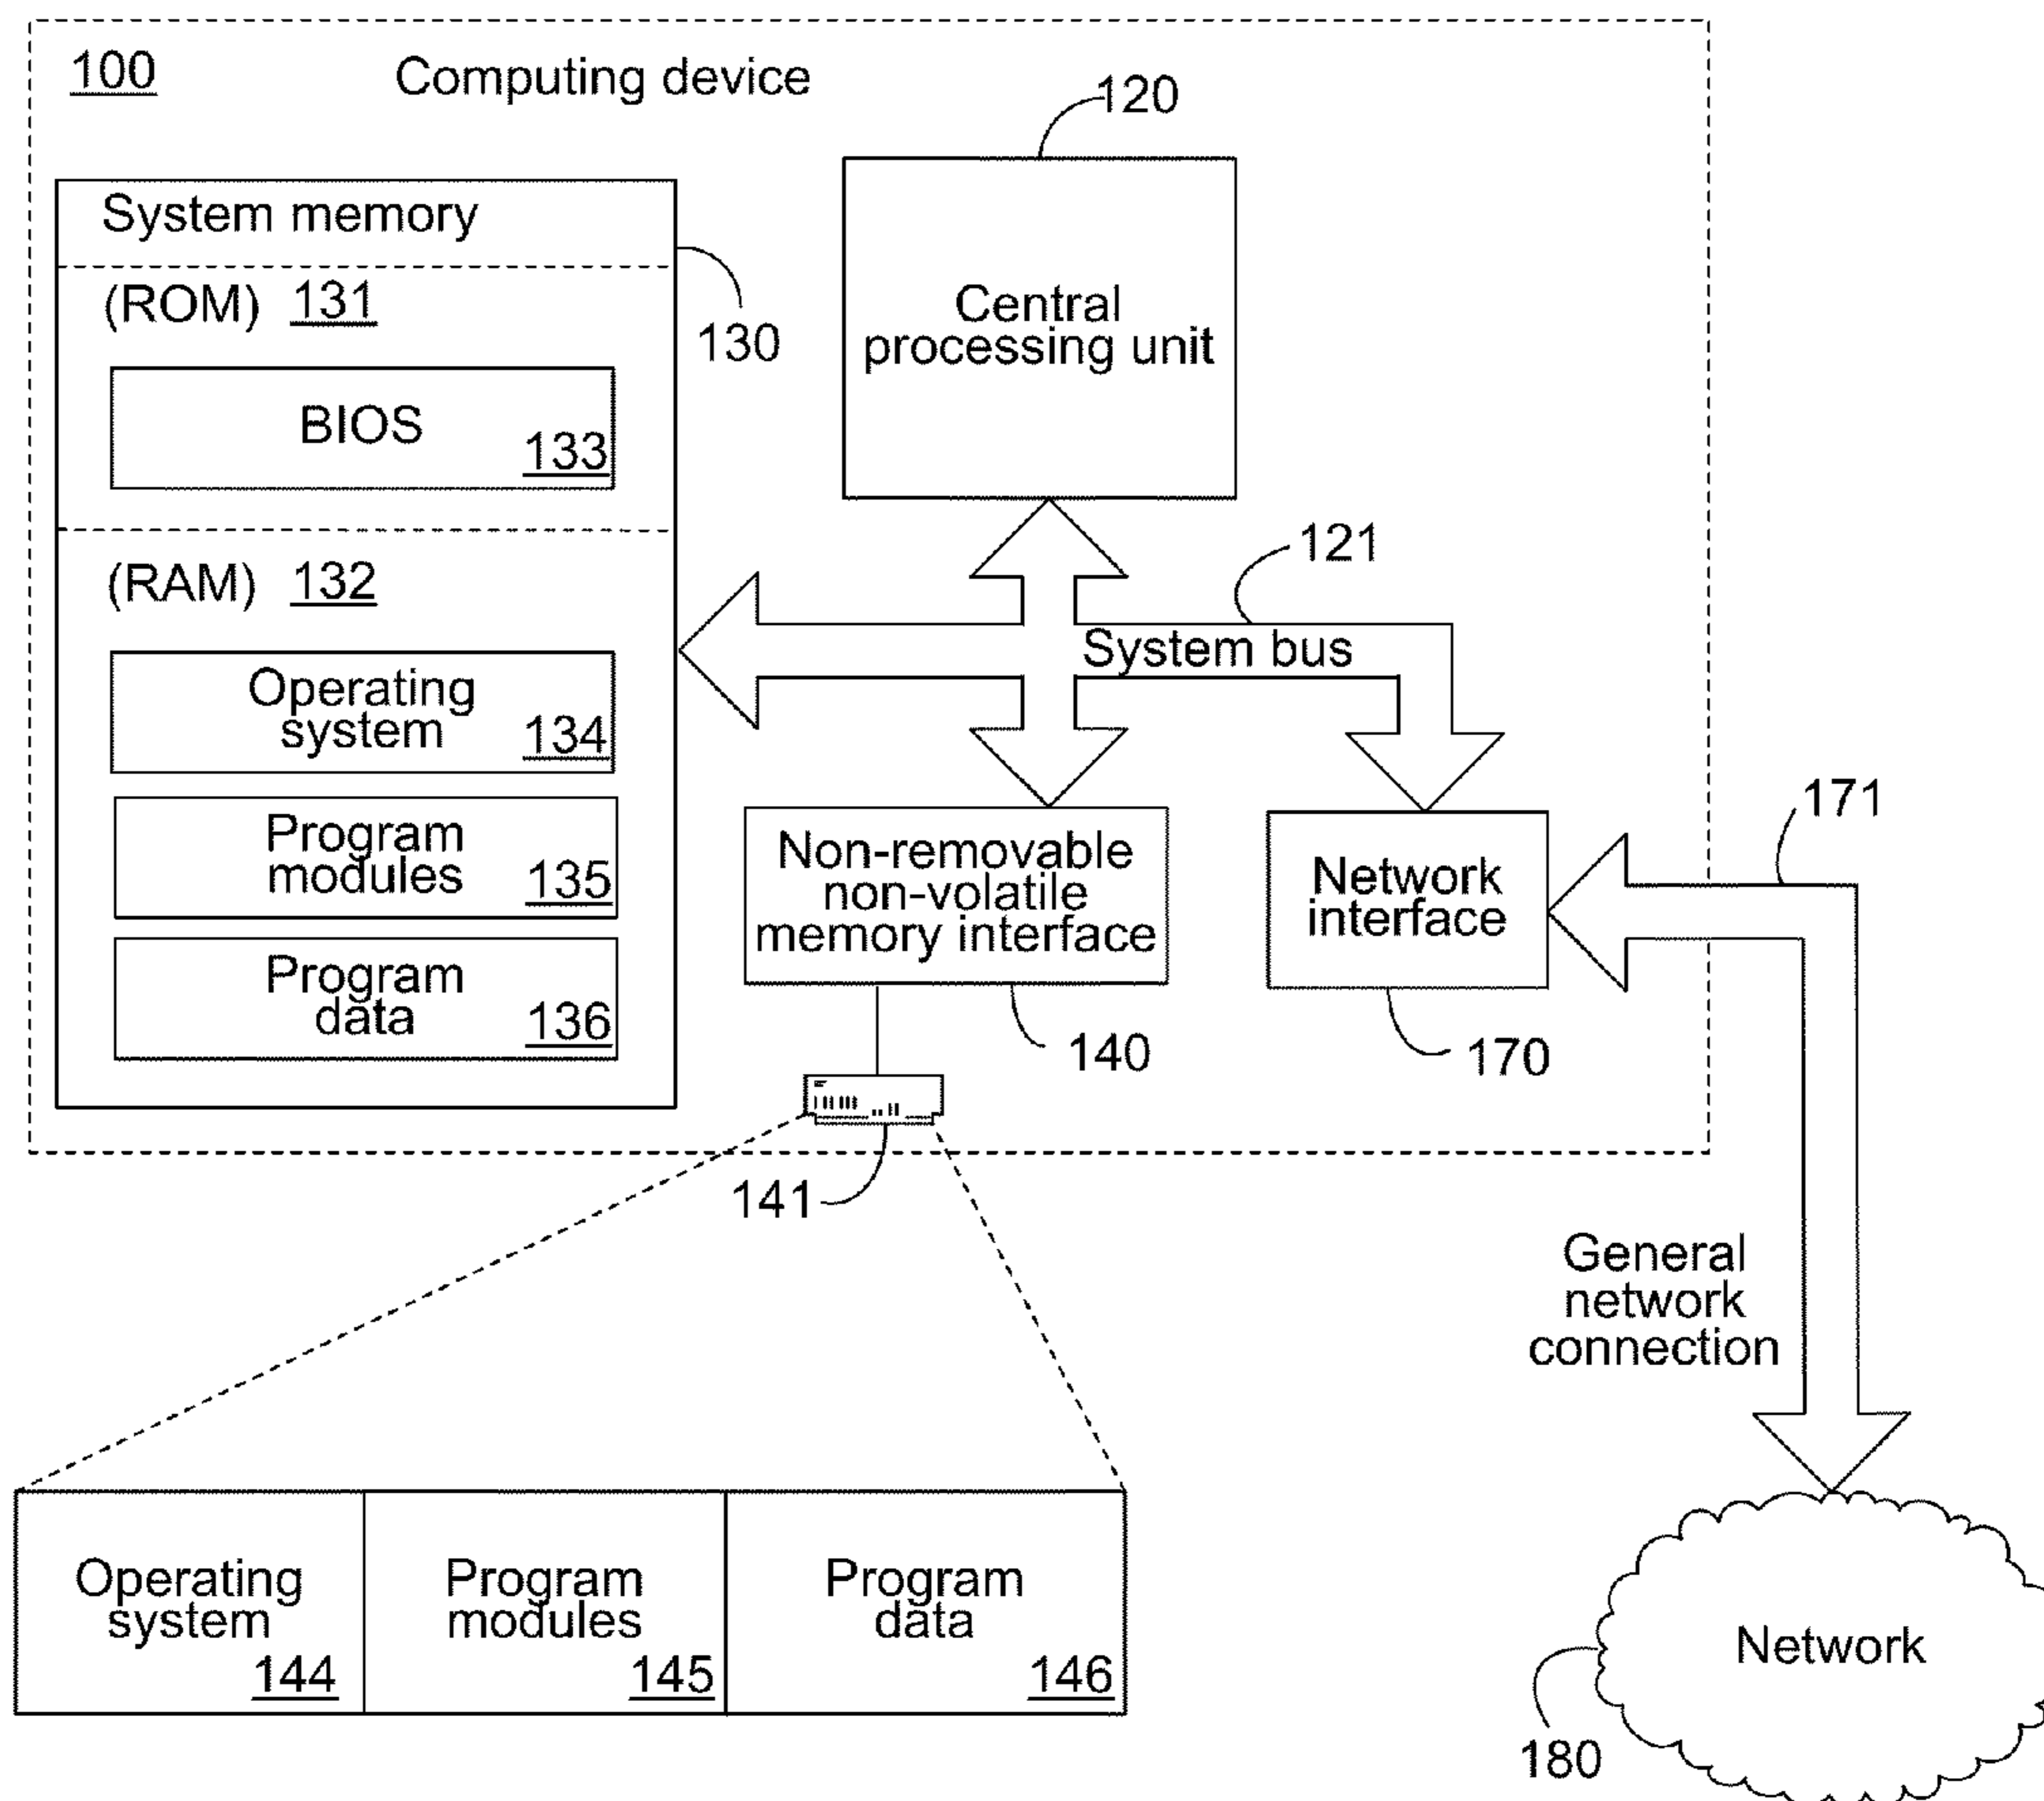 100
Computing device
120
System memory
(ROM) 131
130
BIOS
133
Central
processing unit
(RAM) 132
121
System bus
Operating
system
134
Program
modules
135
Program
data
136
Non-removable
non-volatile
memory interface
140
Network
interface
170
171
141
General
network
connection
Operating
system
144
Program
modules
145
Program
data
146
Network
180